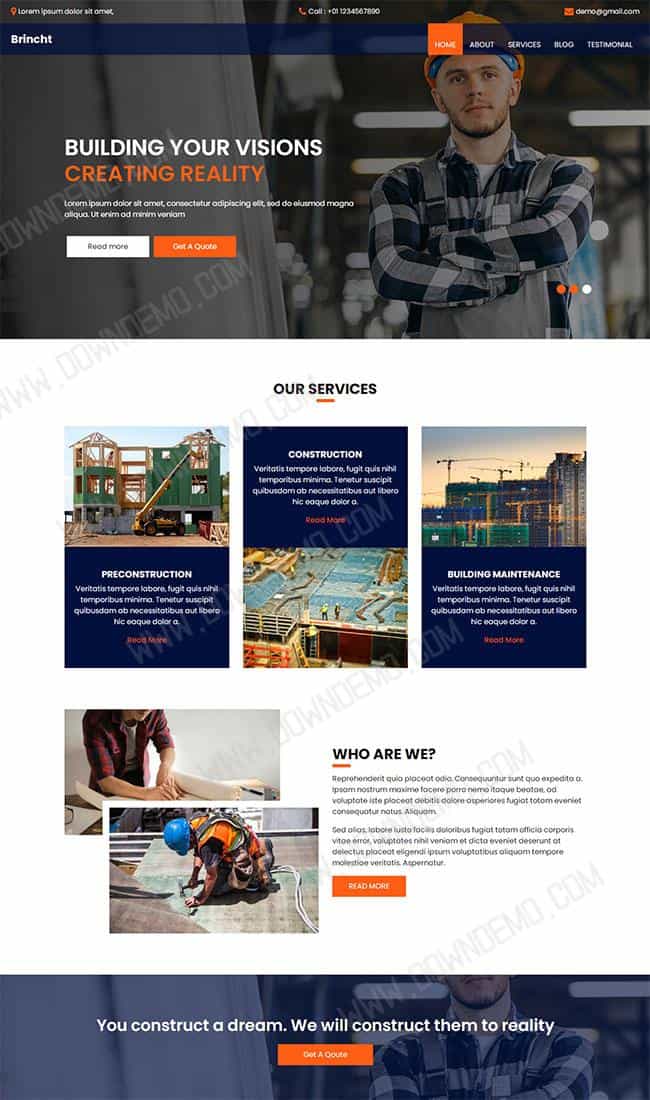 Lorem ipsum dolor sit amet,
Call : +01 1234567890
demo@gmail.com
Brincht
HOME
ABOUT
SERVICES
BLOG
TESTIMONIAL
BUILDING YOUR VISIONS
CREATING REALITY
Lorem ipsum dolor sit amet, consectetur adipiscing elit, sed do eiusmod magna
aliqua. Ut enim ad minim veniam
Read more
Get A Quote
OUR SERVICES
PRECONSTRUCTION
Veritatis tempore labore, fugit quis nihil
temporibus minima. Tenetur suscipit
quibusdam ab necessitatibus aut libero
hic eaque dolor a.
Read More
CONSTRUCTION
Veritatis tempore labore, fugit quis nihil
temporibus minima. Tenetur suscipit
quibusdam ab necessitatibus aut libero
hic eaque dolor a.
Read More
BUILDING MAINTENANCE
Veritatis tempore labore, fugit quis nihil
temporibus minima. Tenetur suscipit
quibusdam ab necessitatibus aut libero
hic eaque dolor a.
Read More
WHO ARE WE?
Reprehenderit quia placeat odio. Consequuntur sunt quo expedita a.
Ipsum nostrum maxime facere porro nemo itaque beatae, ad
voluptate iste placeat debitis dolore asperiores fugiat totam eveniet
consequatur natus. Aliquam.
Sed alias, labore iusto facilis doloribus fugiat totam officia corporis
vitae error, voluptates nihil veniam et dicta eveniet deserunt at
delectus placeat eligendi ipsum voluptatibus aliquam tempore
molestiae veritatis. Aspernatur.
READ MORE
You construct a dream. We will construct them to reality
Get A Qoute
WWW.DOWNDEMO.COM